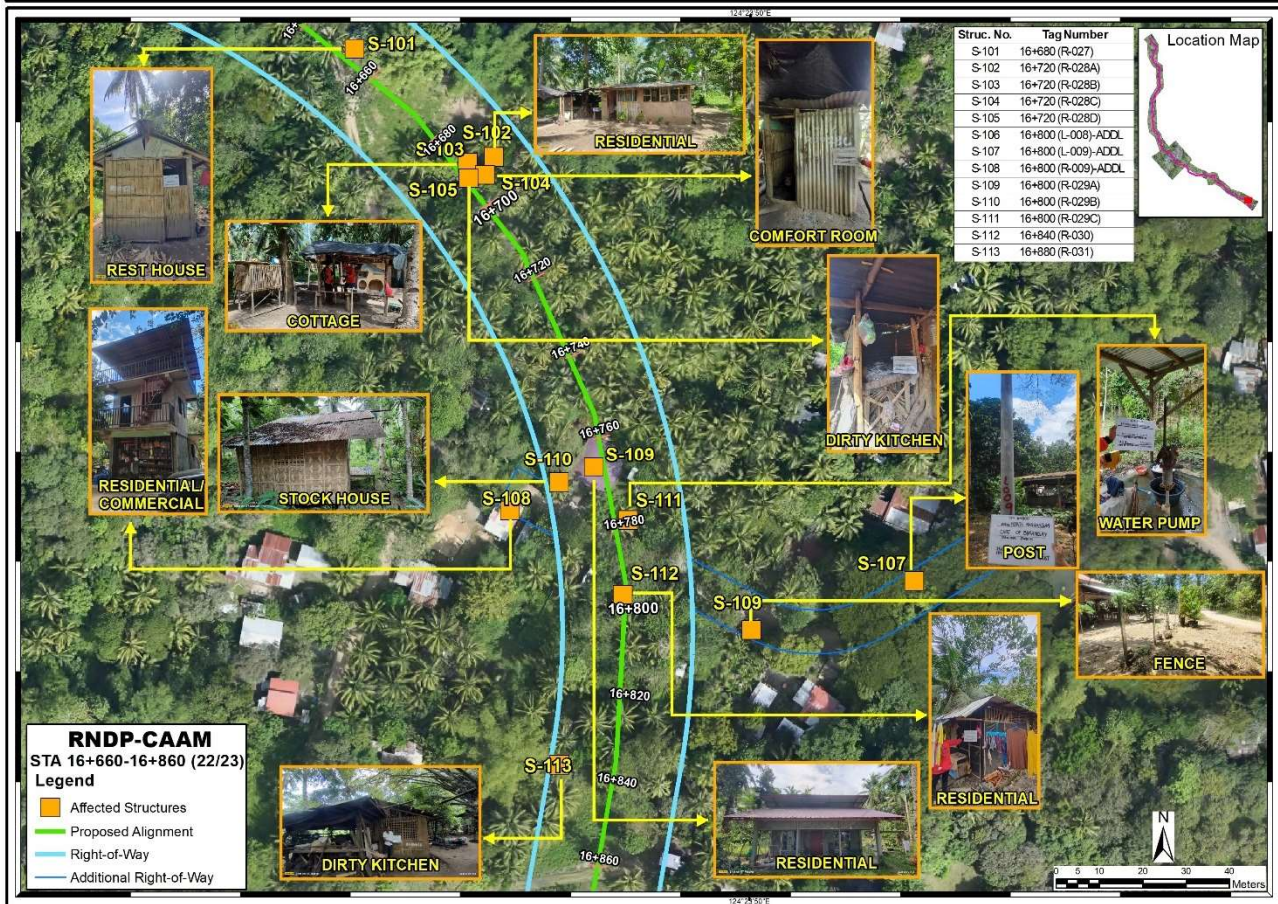 124°23'50"E
S-101
16+660
16+680
S-102
S-103
S-104
S-105
16+700
16+720
16+740
16+760
S-110
S-109
S-108
S-111
16+780
S-112
16+800
S-107
S-109
16+820
S-113
16+840
16+860
REST HOUSE
RESIDENTIAL
COMFORT ROOM
COTTAGE
DIRTY KITCHEN
RESIDENTIAL/
COMMERCIAL
STOCK HOUSE
POST
WATER PUMP
FENCE
RESIDENTIAL
RESIDENTIAL
DIRTY KITCHEN
Struc. No. Tag Number
S-101 16+680 (R-027)
S-102 16+720 (R-028A)
S-103 16+720 (R-028B)
S-104 16+720 (R-028C)
S-105 16+720 (R-028D)
S-106 16+800 (L-008)-ADDL
S-107 16+800 (L-009)-ADDL
S-108 16+800 (R-009)-ADDL
S-109 16+800 (R-029A)
S-110 16+800 (R-029B)
S-111 16+800 (R-029C)
S-112 16+840 (R-030)
S-113 16+880 (R-031)
Location Map
RNDP-CAAM
STA 16+660-16+860 (22/23)
Legend
Affected Structures
Proposed Alignment
Right-of-Way
Additional Right-of-Way
N
0 5 10 20 30 40
Meters
124°23'50"E